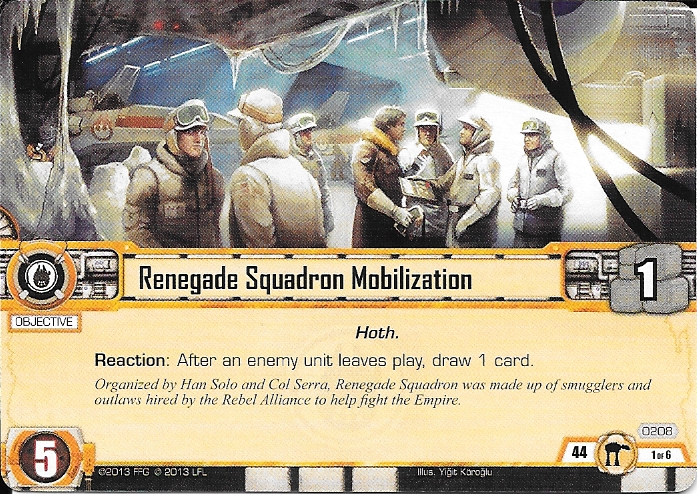 Renegade Squadron Mobilization
1
OBJECTIVE
Hoth.
Reaction: After an enemy unit leaves play, draw 1 card.
Organized by Han Solo and Col Serra, Renegade Squadron was made up of smugglers and
outlaws hired by the Rebel Alliance to help fight the Empire.
0208
44
1 OF 6
5
©2013 FFG © 2013 LFL
Illus. Yiğit Köroğlu